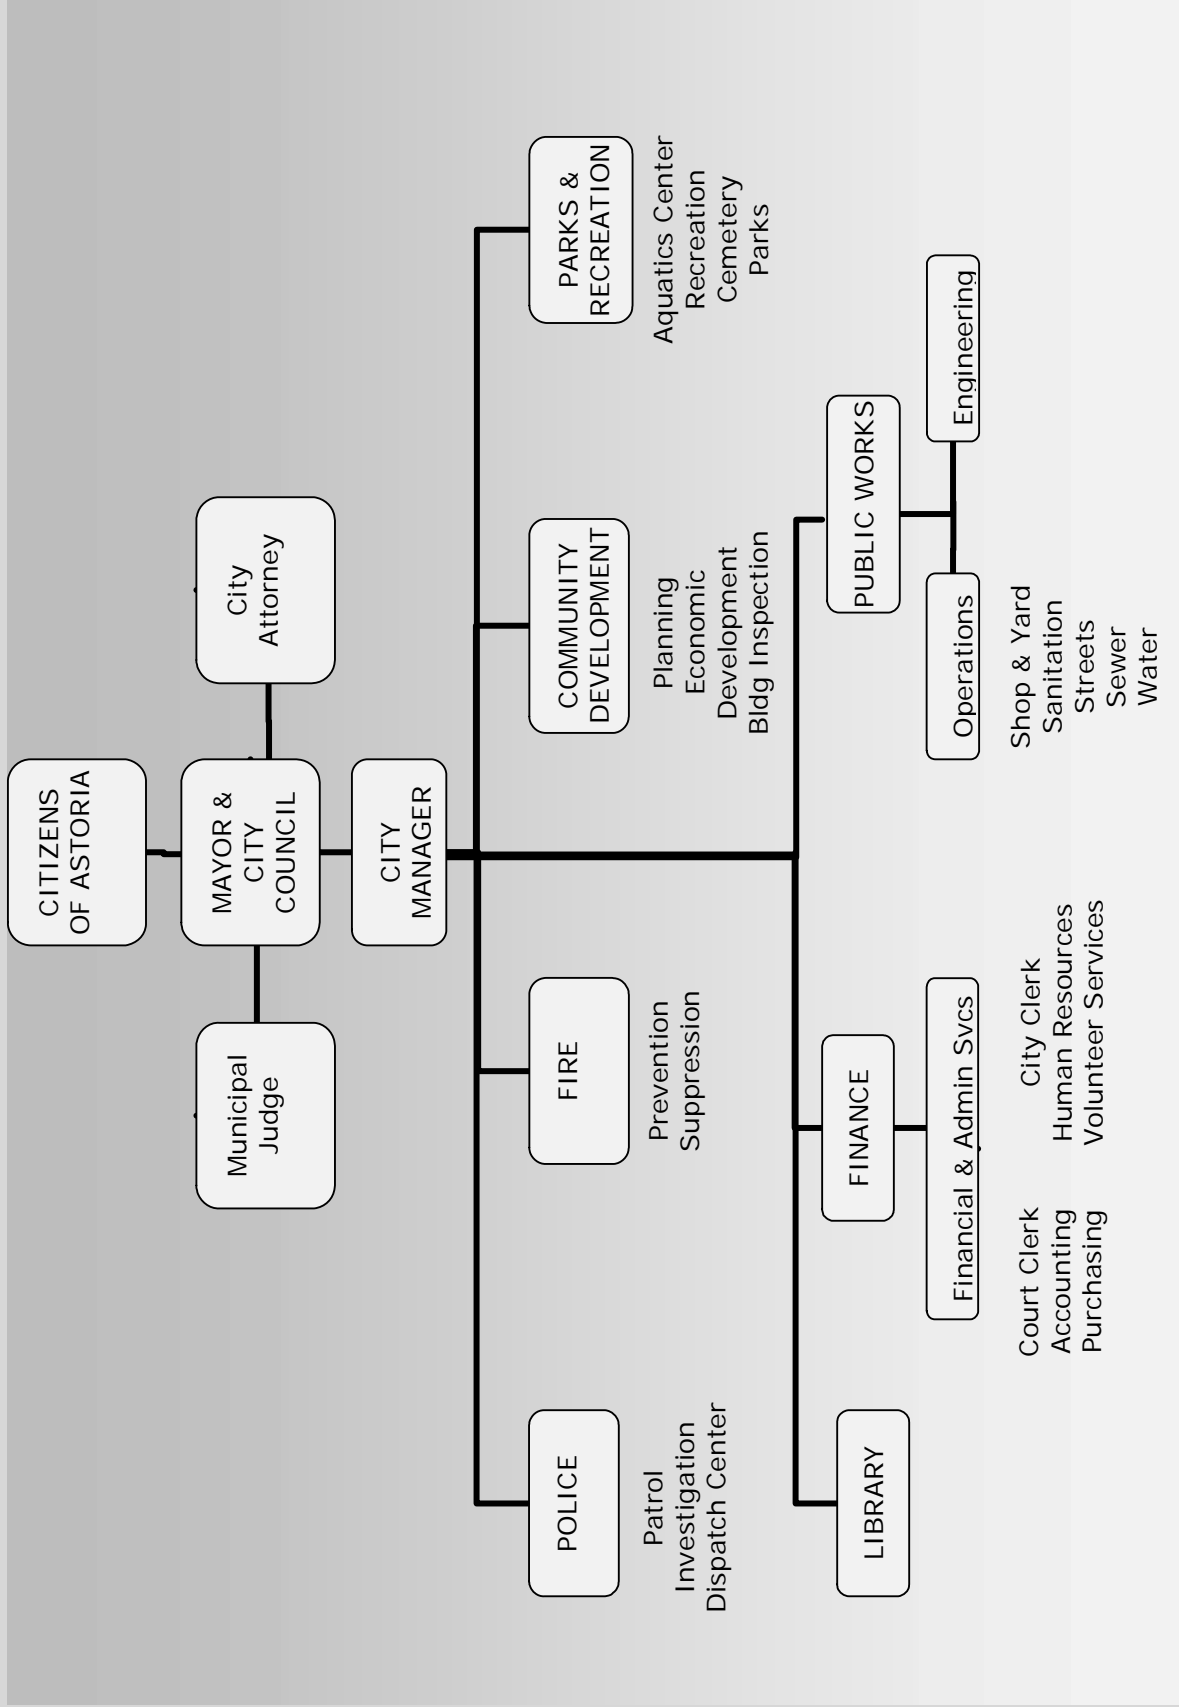 CITIZENS
OF ASTORIA
Municipal
Judge
MAYOR &
CITY
COUNCIL
City
Attorney
CITY
MANAGER
POLICE
Patrol
Investigation
Dispatch Center
FIRE
Prevention
Suppression
COMMUNITY
DEVELOPMENT
Planning
Economic
Development
Bldg Inspection
PARKS &
RECREATION
Aquatics Center
Recreation
Cemetery
Parks
LIBRARY
FINANCE
Financial & Admin Svcs
Court Clerk
Accounting
Purchasing
City Clerk
Human Resources
Volunteer Services
PUBLIC WORKS
Operations
Shop & Yard
Sanitation
Streets
Sewer
Water
Engineering